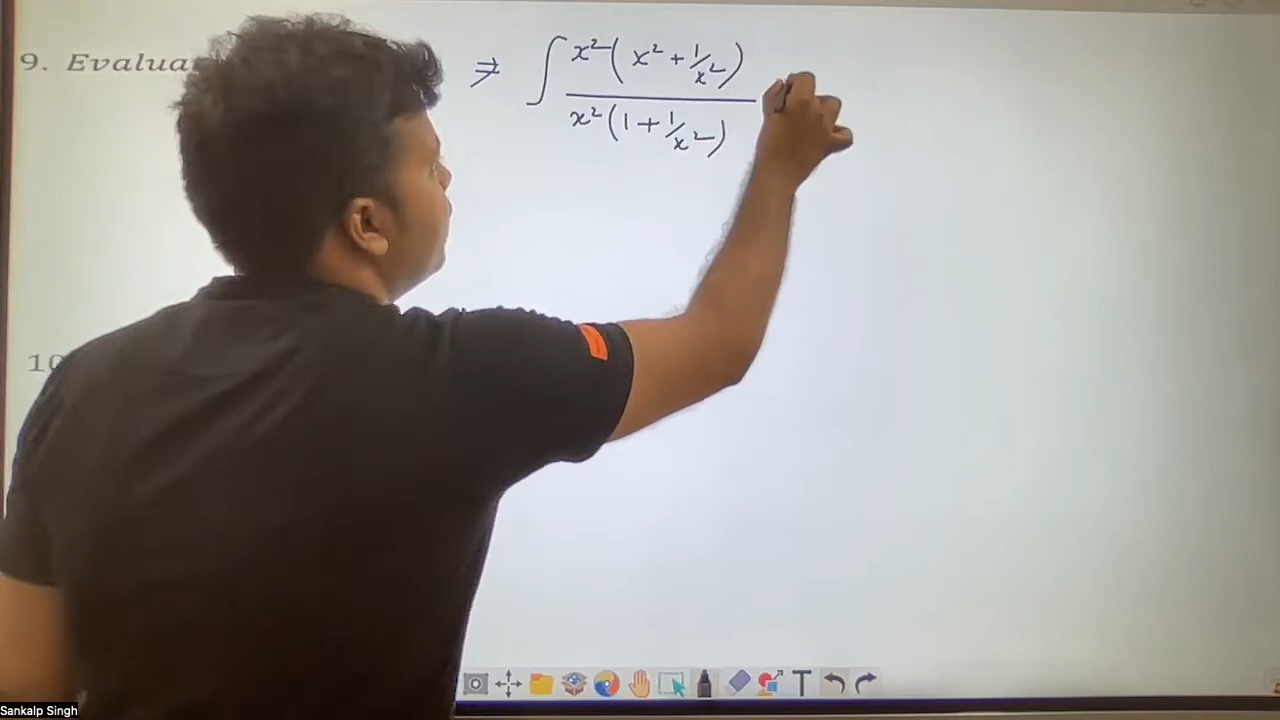 9. Evalua
⇒ ∫ x²(x² + 1/x²) / x²(1 + 1/x²)
10
T
Sankalp Singh